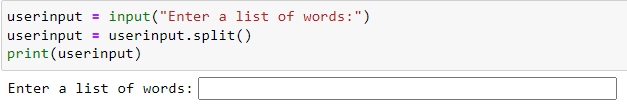 userinput = input("Enter a list of words:")
userinput = userinput.split()
print(userinput)
Enter a list of words: